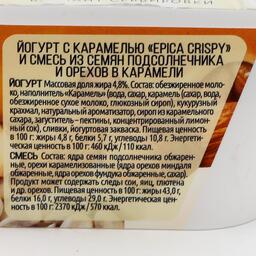 ЙОГУРТ С КАРАМЕЛЬЮ «EPICA CRISPY»
И СМЕСЬ ИЗ СЕМЯН ПОДСОЛНЕЧНИКА
И ОРЕХОВ В КАРАМЕЛИ
ЙОГУРТ Массовая доля жира 4,8%. Состав: обезжиренное моло-
ко, наполнитель «Карамель» (вода, сахар, карамель (сахар, вода,
обезжиренное сухое молоко, глюкозный сироп), кукурузный
крахмал, натуральный ароматизатор, сироп из карамельного
сахара, загуститель – пектины, концентрированный лимон-
ный сок), сливки, йогуртовая закваска. Пищевая ценность в
100 г: жиры 4,8 г, белки 5,7 г, углеводы 10,8 г. Энергетическая
ценность в 100 г: 460 кДж/110 ккал.
СМЕСЬ Состав: ядра семян подсолнечника обжарен-
ные, орехи карамелизованные (ядра орехов миндаля
обжаренные, ядра орехов фундука обжаренные, сахар).
Продукт может содержать следы сои, яиц, глютена
и др. орехов. Пищевая ценность в 100 г: жиры 43,0 г,
белки 16,0 г, углеводы 29,0 г. Энергетическая цен-
ность в 100 г: 2370 кДж/570 ккал.